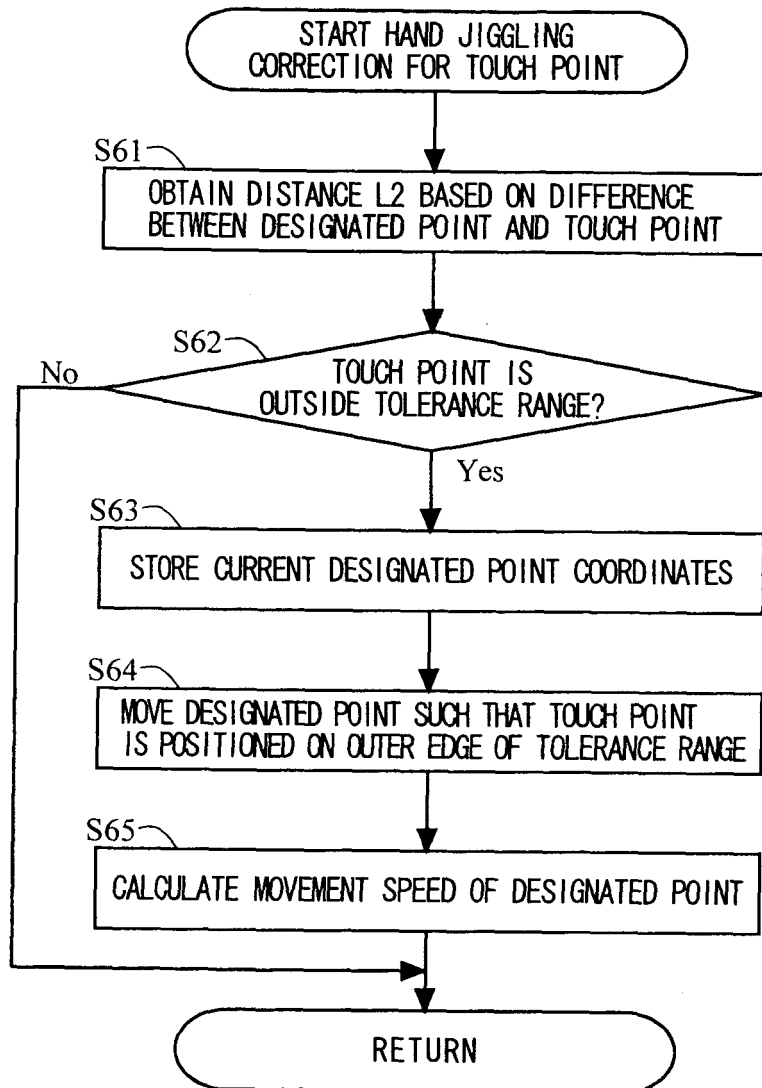 START HAND JIGGLING
CORRECTION FOR TOUCH POINT
S61
OBTAIN DISTANCE L2 BASED ON DIFFERENCE
BETWEEN DESIGNATED POINT AND TOUCH POINT
S62
No
TOUCH POINT IS
OUTSIDE TOLERANCE RANGE?
Yes
S63
STORE CURRENT DESIGNATED POINT COORDINATES
S64
MOVE DESIGNATED POINT SUCH THAT TOUCH POINT
IS POSITIONED ON OUTER EDGE OF TOLERANCE RANGE
S65
CALCULATE MOVEMENT SPEED OF DESIGNATED POINT
RETURN